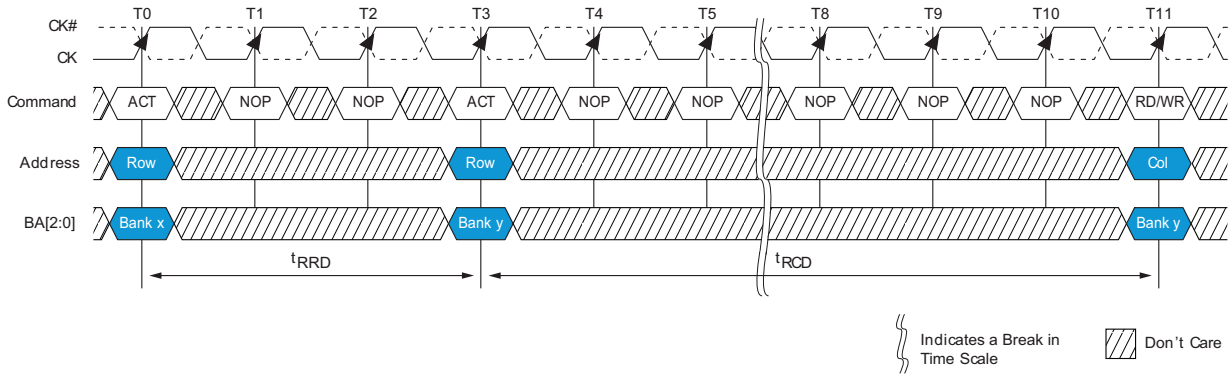 T0 T1 T2 T3 T4 T5 T8 T9 T10 T11
CK#
CK
Command ACT NOP NOP ACT NOP NOP NOP NOP NOP RD/WR
Address Row Row Col
BA[2:0] Bank x Bank y Bank y
tRRD tRCD
Indicates a Break in
Time Scale
Don't Care